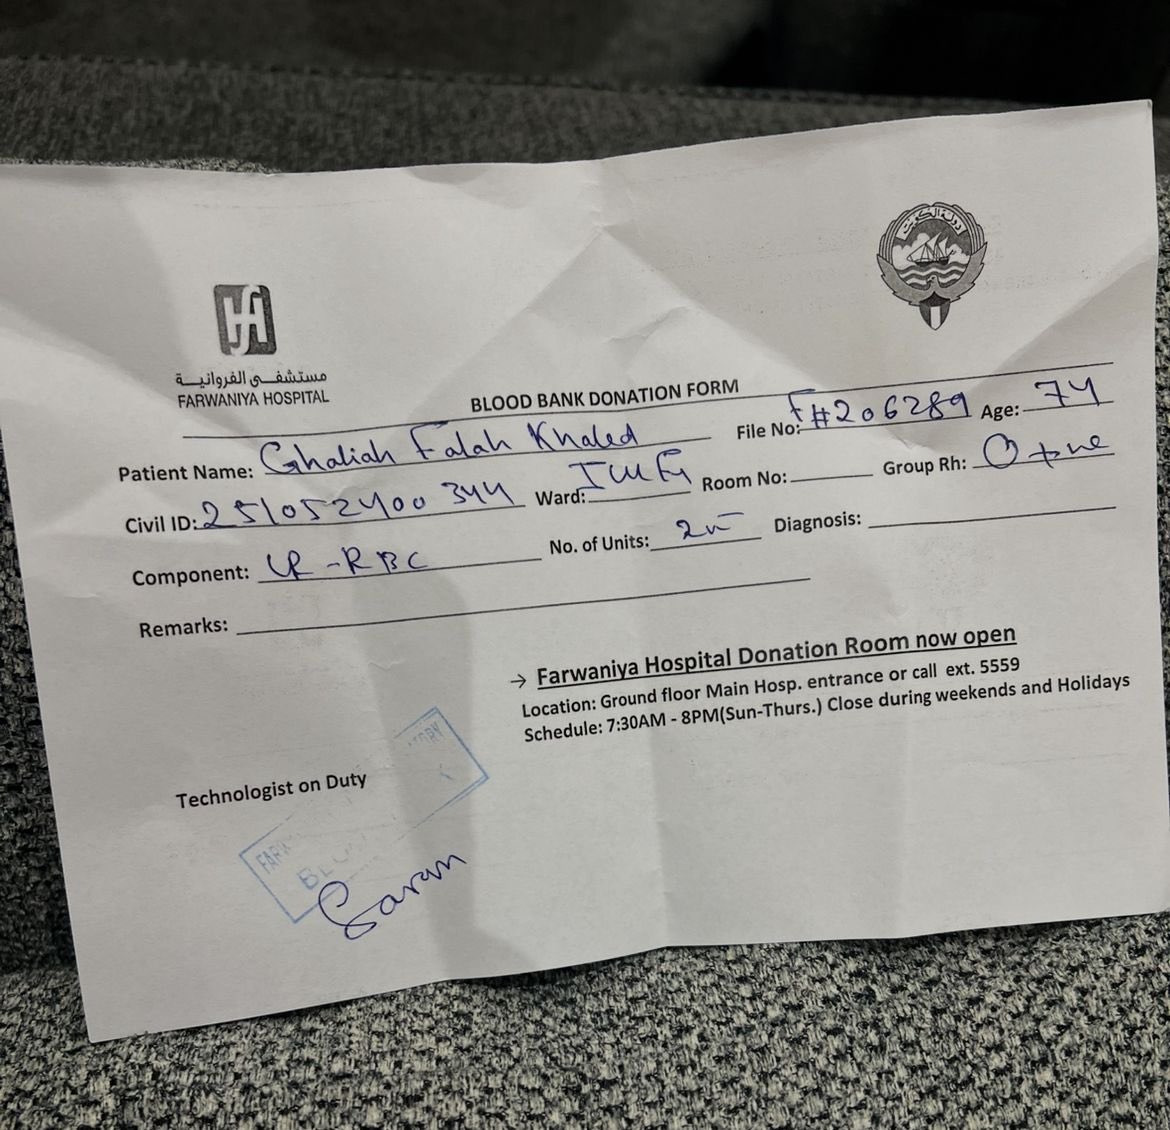 دولة الكويت
مستشفى الفروانية
FARWANIYA HOSPITAL
BLOOD BANK DONATION FORM
Patient Name: Ghaliah Falah Khaled File No: F#206289 Age: 74
Civil ID: 251052400344 Ward: Room No: Group Rh: O+ve
Component: LR-RBC No. of Units: Diagnosis:
Remarks:
→ Farwaniya Hospital Donation Room now open
Location: Ground floor Main Hosp. entrance or call ext. 5559
Schedule: 7:30AM - 8PM(Sun-Thurs.) Close during weekends and Holidays
Technologist on Duty